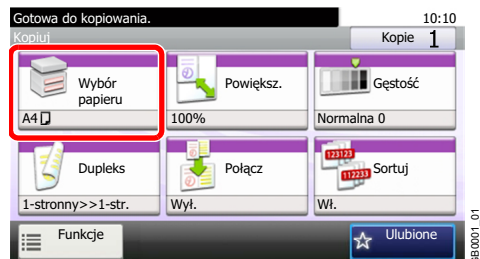 Gotowa do kopiowania.
10:10
Kopiuj
Kopie 1
Wybór
papieru
A4
Powiększ.
100%
Gęstość
Normalna 0
Dupleks
1-stronny>>1-str.
Połącz
Wył.
123123
112233
Sortuj
Wł.
Funkcje
Ulubione